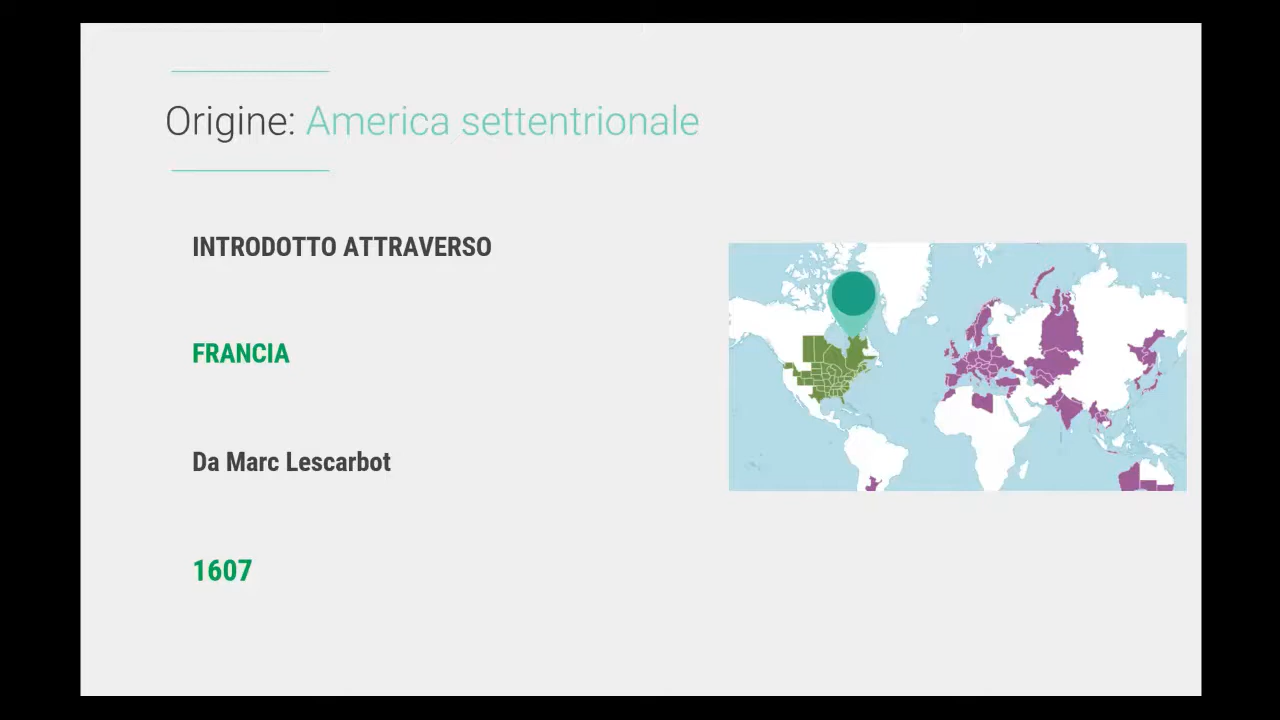 Origine: America settentrionale
INTRODOTTO ATTRAVERSO
FRANCIA
Da Marc Lescarbot
1607